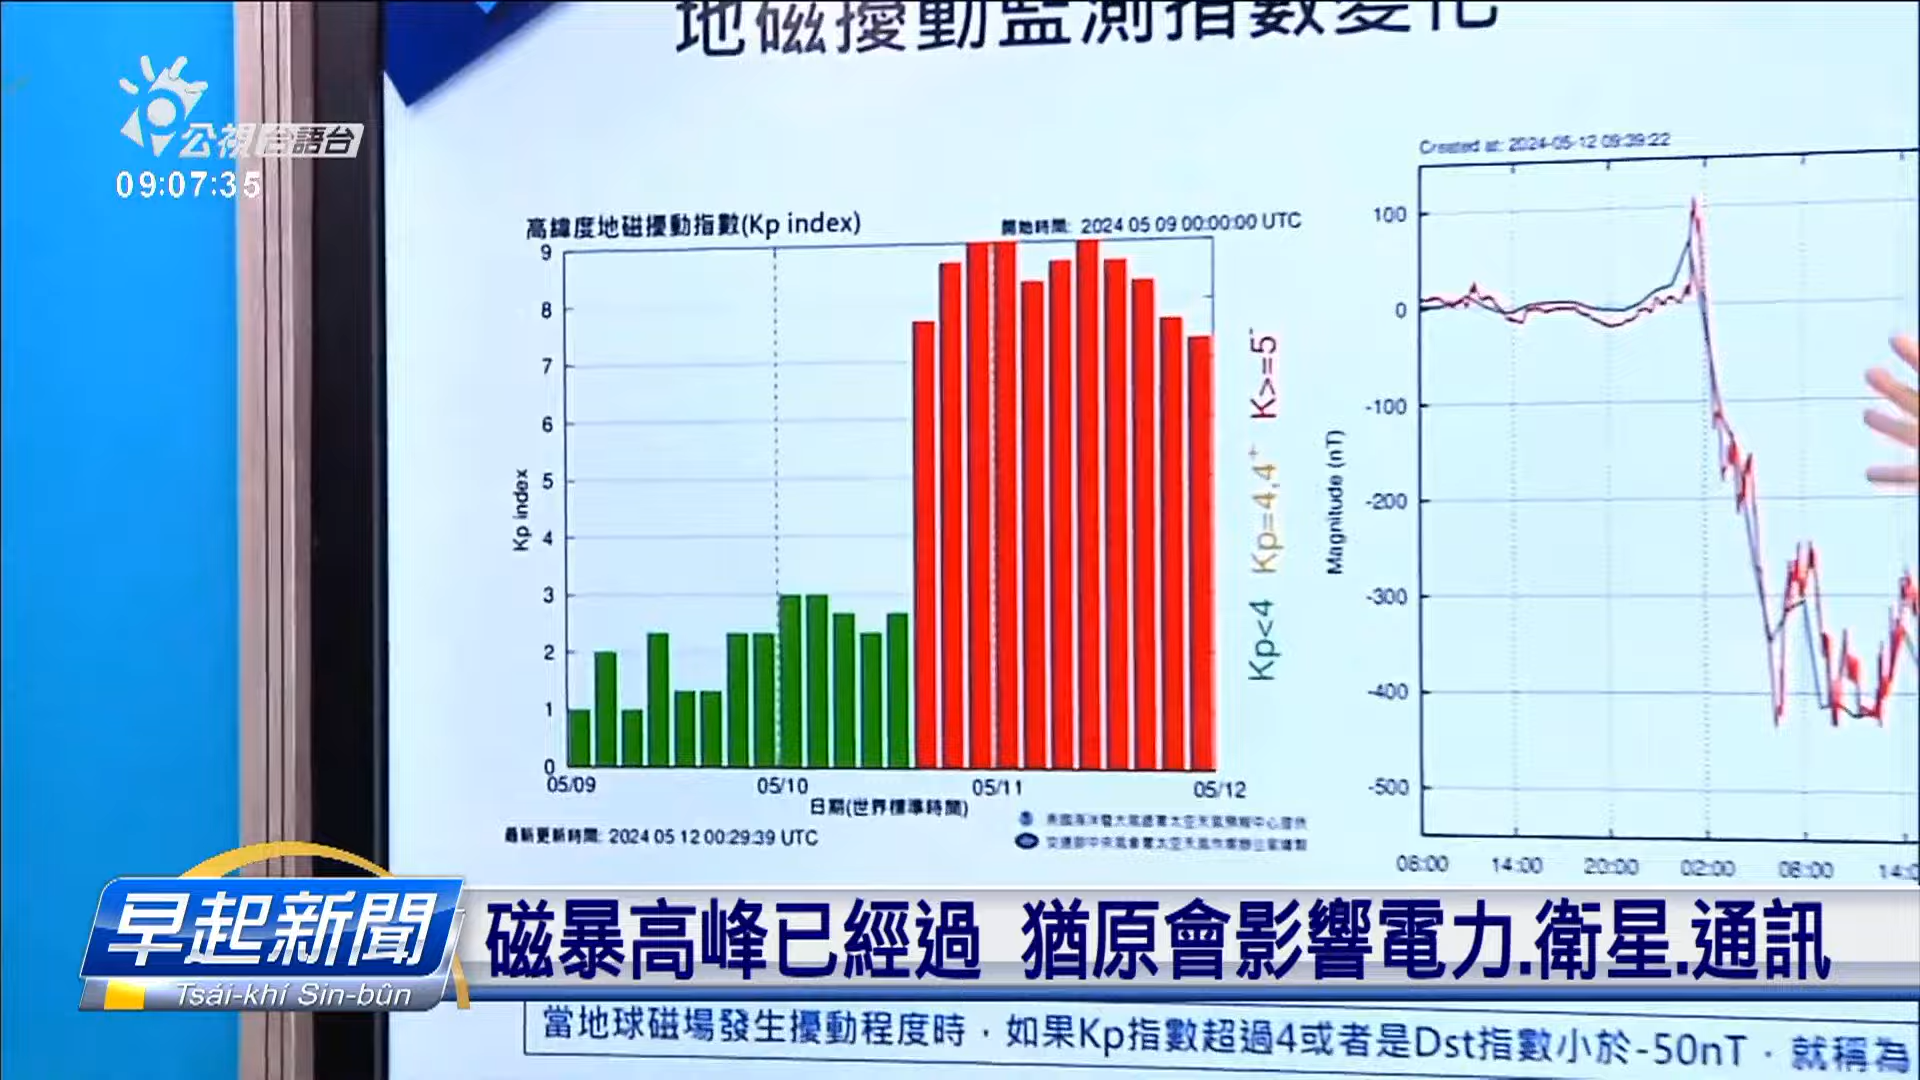 地磁擾動監測指數變化
公視台語台
09:07:35
高緯度地磁擾動指數(Kp index)
開始時間: 2024 05 09 00:00:00 UTC
9
8
7
6
5
4
3
2
1
0
Kp index
05/09
05/10
05/11
05/12
日期(世界標準時間)
最新更新時間: 2024 05 12 00:29:39 UTC
Kp<4 Kp=4,4+ K>=5-
Created at: 2024-05-12 09:39:22
100
0
-100
-200
-300
-400
-500
Magnitude (nT)
08:00
14:00
20:00
02:00
08:00
早起新聞
Tsái-khí Sin-bûn
磁暴高峰已經過 猶原會影響電力.衛星.通訊
當地球磁場發生擾動程度時，如果Kp指數超過4或者是Dst指數小於-50nT，就稱為